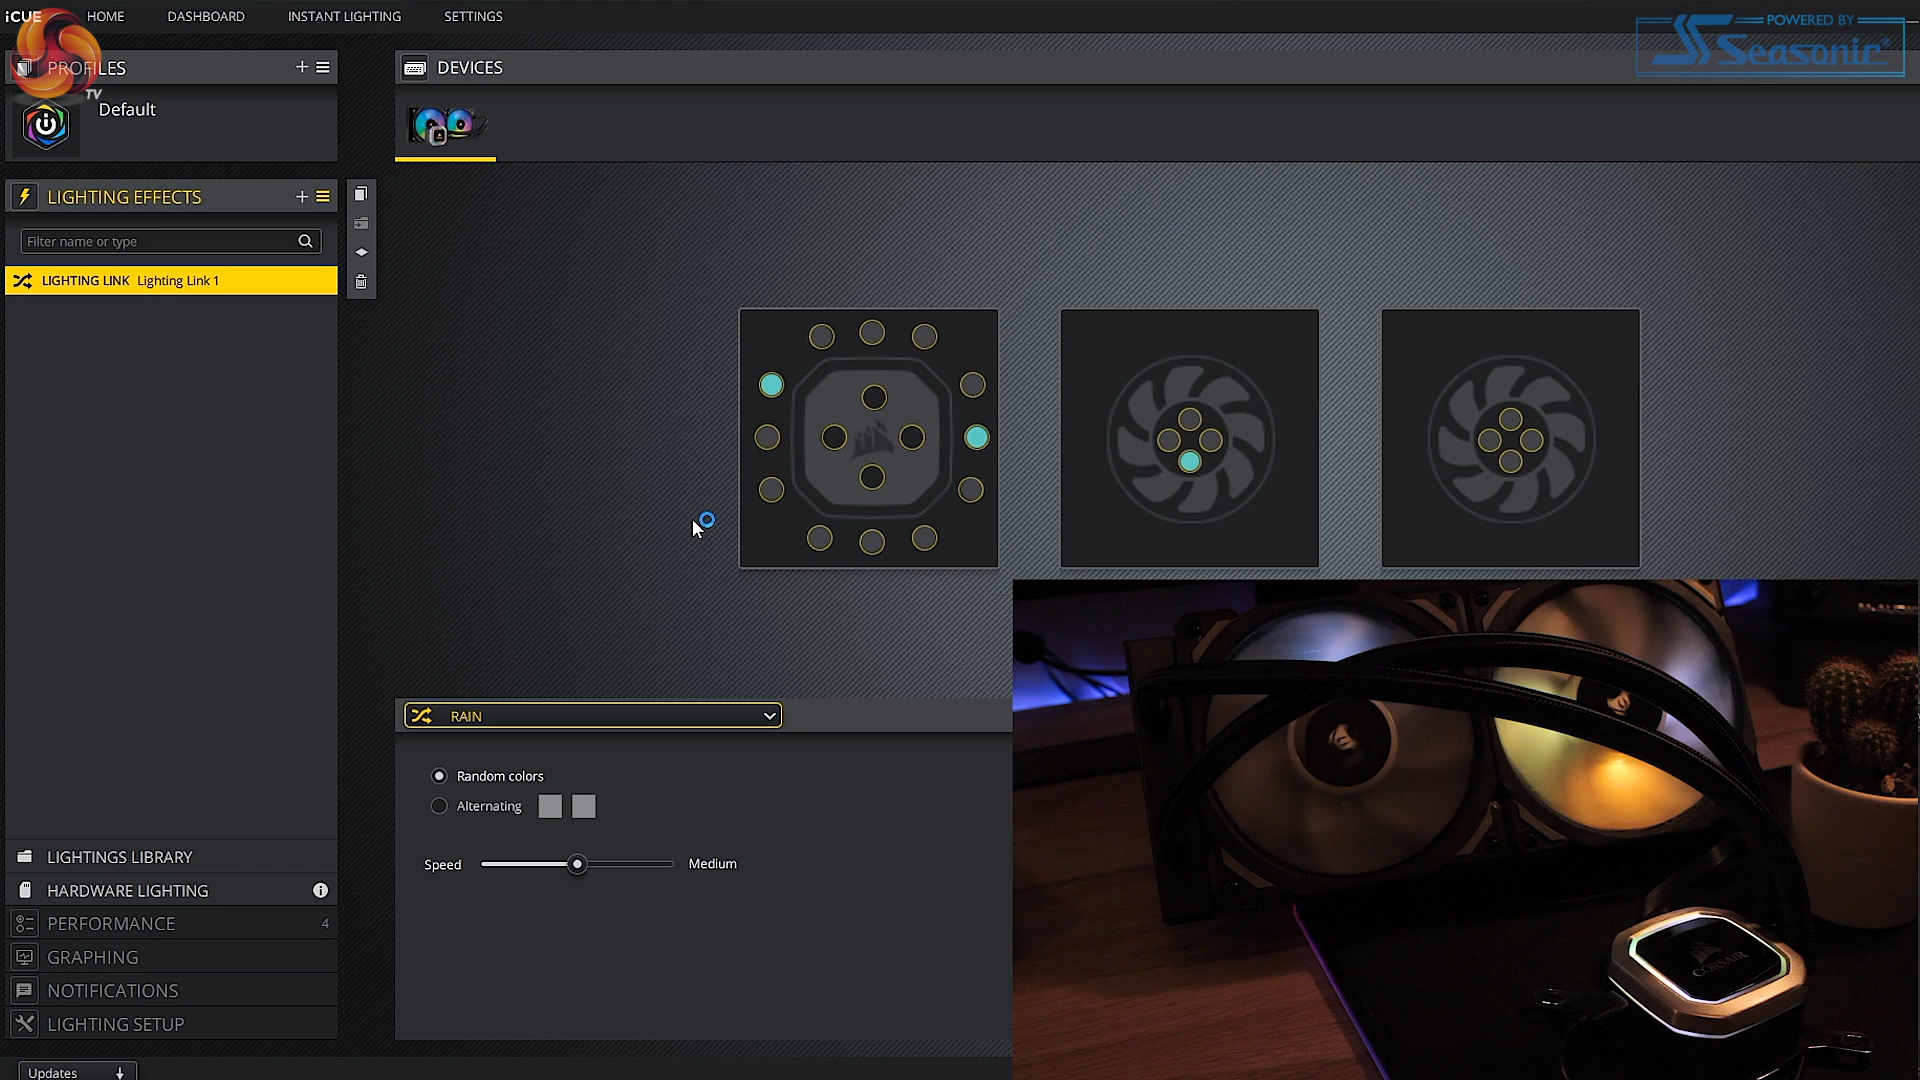 iCUE HOME DASHBOARD INSTANT LIGHTING SETTINGS
POWERED BY
Seasonic®
PROFILES
DEVICES
TV
Default
LIGHTING EFFECTS
Filter name or type
LIGHTING LINK Lighting Link 1
RAIN
Random colors
Alternating
Speed
Medium
LIGHTINGS LIBRARY
HARDWARE LIGHTING
PERFORMANCE 4
GRAPHING
NOTIFICATIONS
LIGHTING SETUP
Updates
CORSAIR